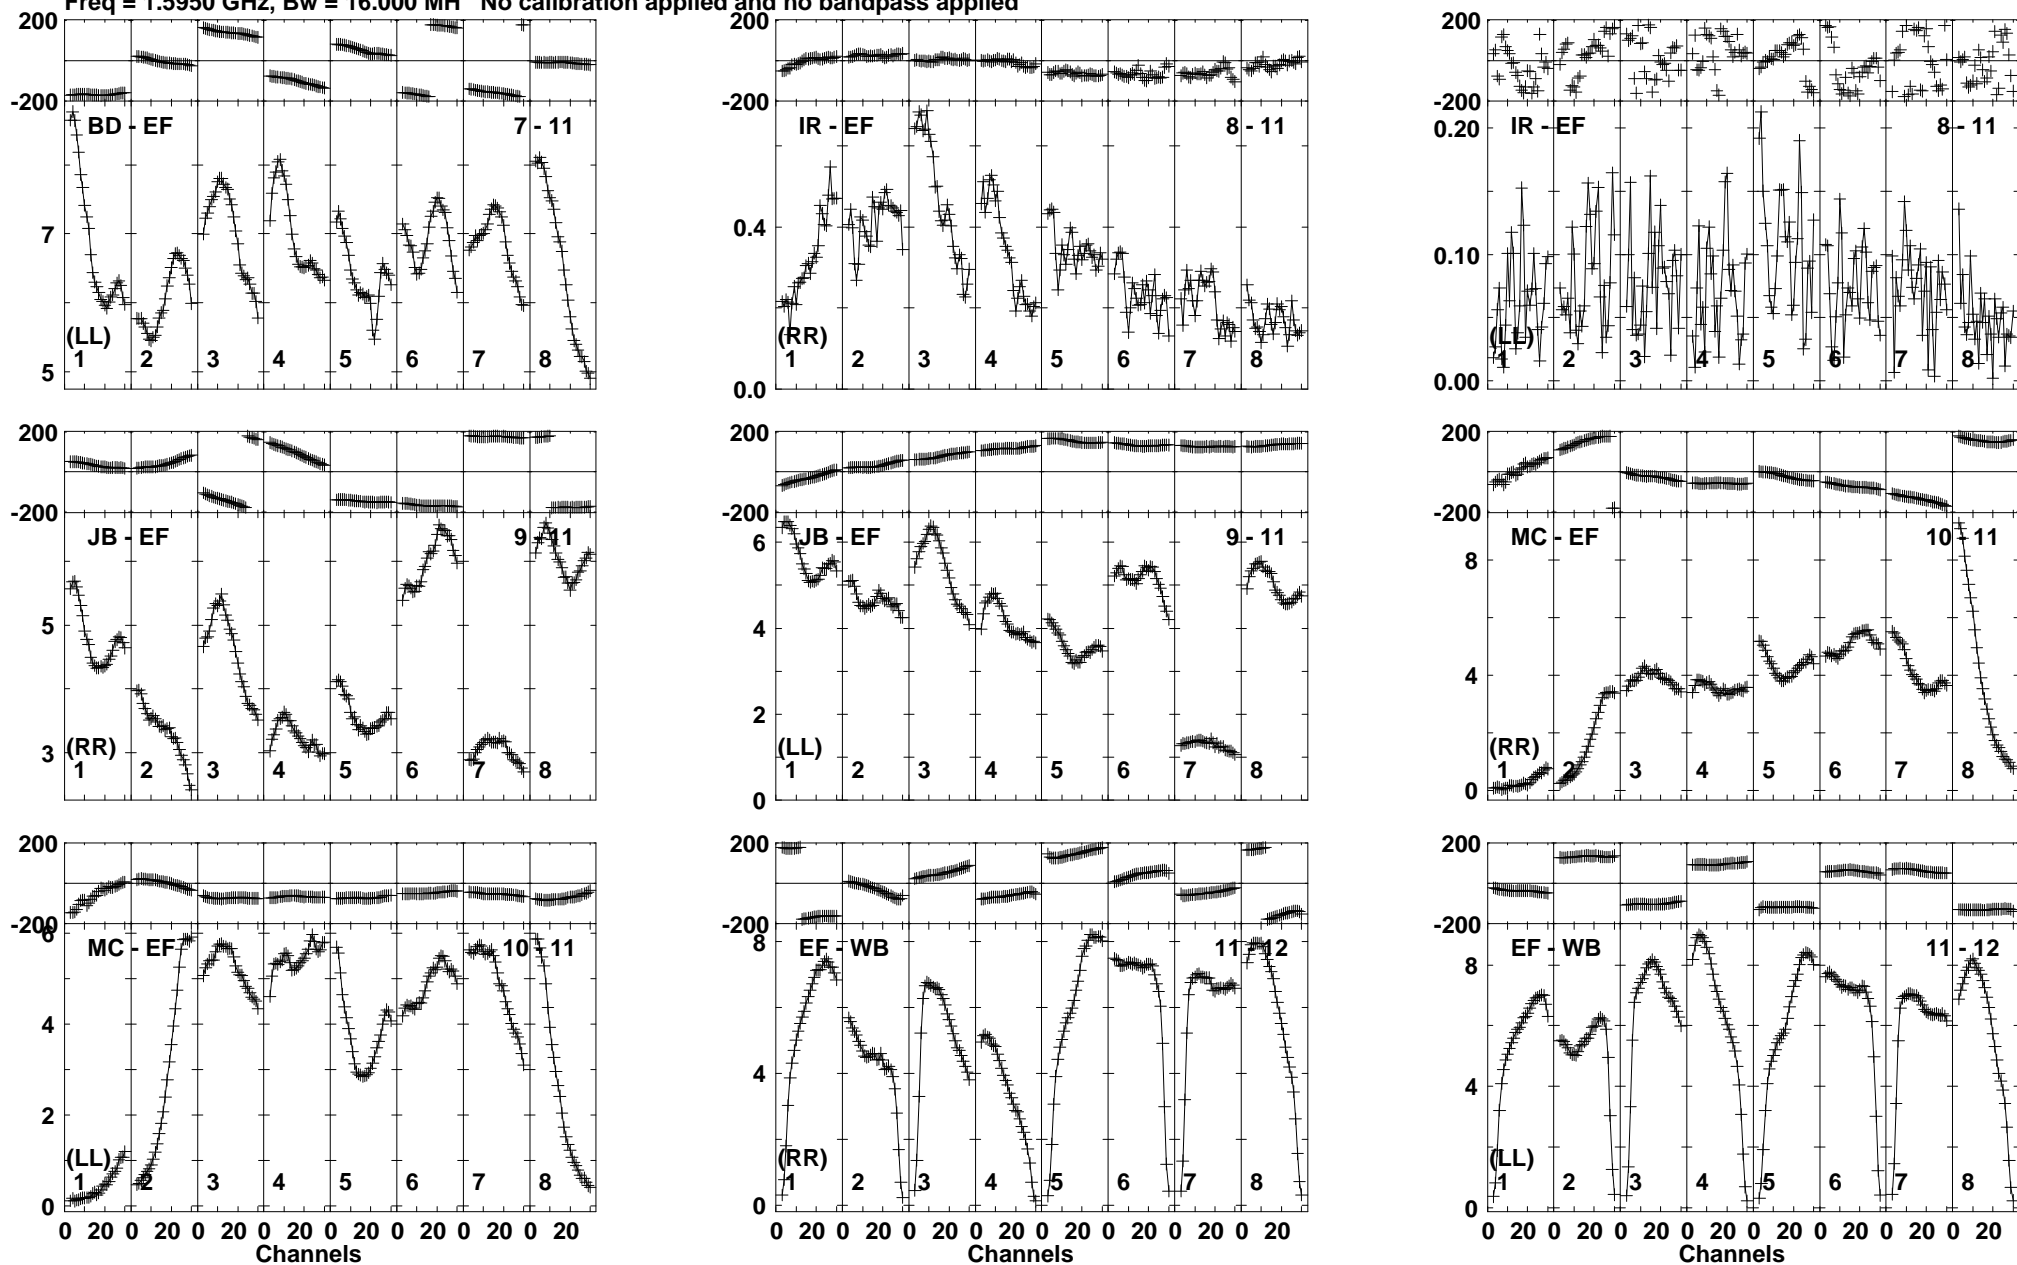 Freq = 1.5950 GHz, Bw = 16.000 MH No calibration applied and no bandpass applied
200 200 200
-200 -200 -200
BD - EF 7 - 11 IR - EF 8 - 11 IR - EF 8 - 11
0.20
7 0.4 0.10
(LL) (RR) (LL)
1 2 3 4 5 6 7 8 1 2 3 4 5 6 7 8 1 2 3 4 5 6 7 8
5 0.0 0.00
200 200 200
-200 -200 -200
JB - EF 9 - 11 JB - EF 9 - 11 MC - EF 10 - 11
6 8
5 4 4
3 2
(RR) (LL) (RR)
1 2 3 4 5 6 7 8 1 2 3 4 5 6 7 8 1 2 3 4 5 6 7 8
0 0
200 200 200
-200 -200 -200
6 8
MC - EF 10 - 11 EF - WB 11 - 12 EF - WB 11 - 12
8
4 4 4
2
(LL) (RR) (LL)
1 2 3 4 5 6 7 8 1 2 3 4 5 6 7 8 1 2 3 4 5 6 7 8
0 0 0
0 20 0 20 0 20 0 20 0 20 0 20 0 20 0 20 0 20 0 20 0 20 0 20 0 20 0 20 0 20 0 20 0 20 0 20 0 20 0 20 0 20 0 20 0 20 0 20
Channels Channels Channels